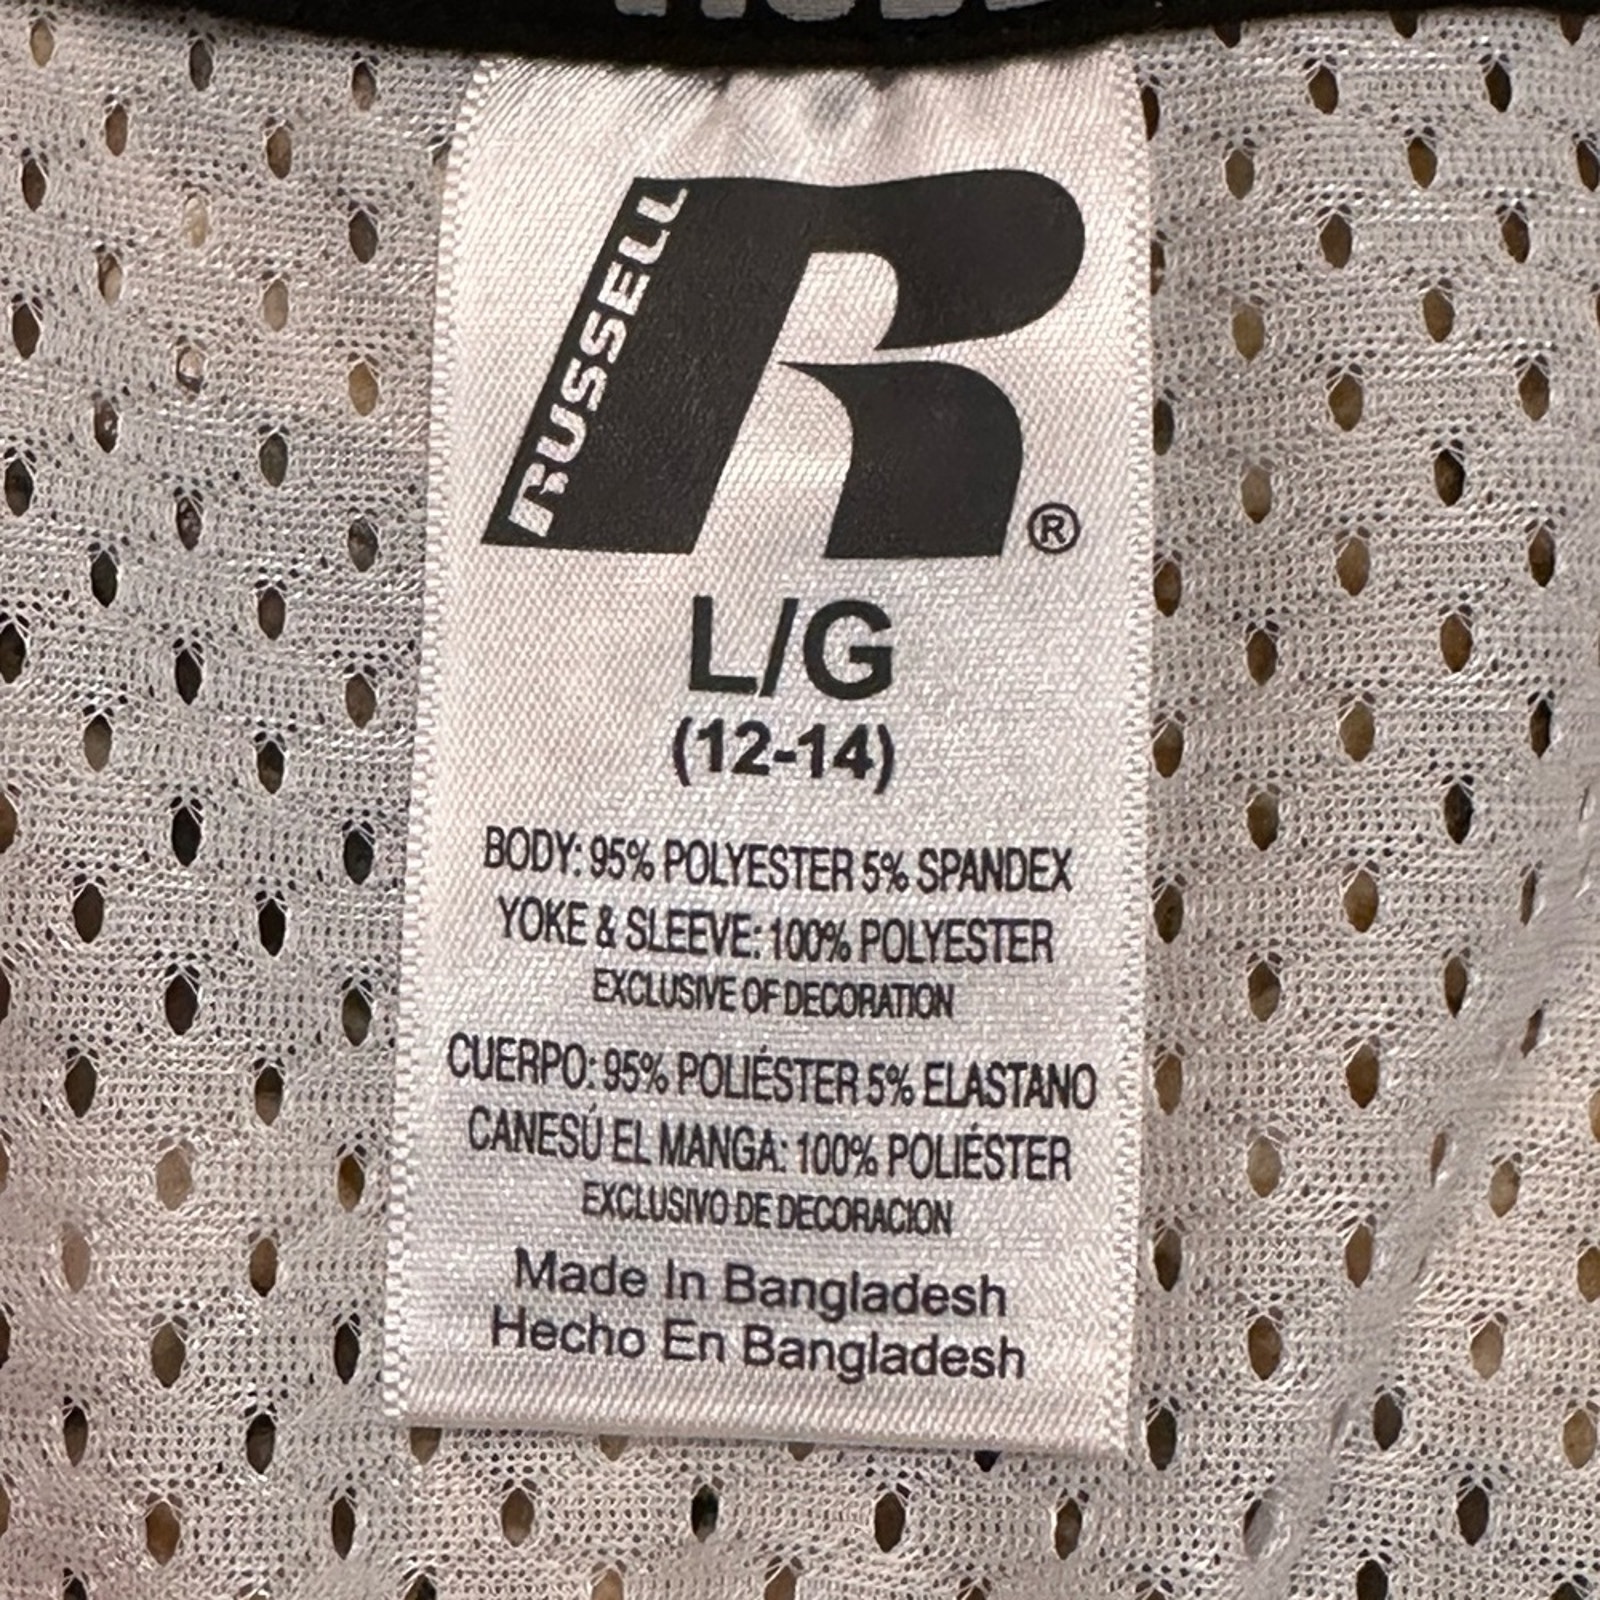 RUSSELL
®
L/G
(12-14)
BODY: 95% POLYESTER 5% SPANDEX
YOKE & SLEEVE: 100% POLYESTER
EXCLUSIVE OF DECORATION
CUERPO: 95% POLIÉSTER 5% ELASTANO
CANESÚ EL MANGA: 100% POLIÉSTER
EXCLUSIVO DE DECORACION
Made In Bangladesh
Hecho En Bangladesh